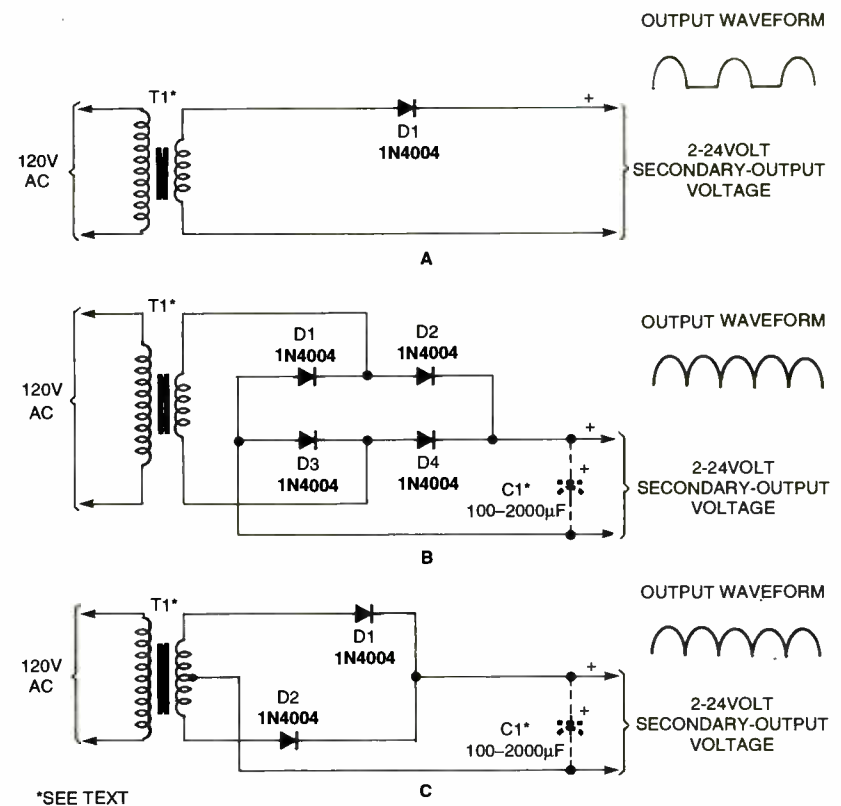 OUTPUT WAVEFORM
T1*
120V
AC
D1
1N4004
+
2-24VOLT
SECONDARY-OUTPUT
VOLTAGE
A
OUTPUT WAVEFORM
T1*
120V
AC
D1
1N4004
D2
1N4004
D3
1N4004
D4
1N4004
+
+
C1*
100–2000µF
2-24VOLT
SECONDARY-OUTPUT
VOLTAGE
B
OUTPUT WAVEFORM
T1*
120V
AC
D1
1N4004
D2
1N4004
+
+
C1*
100–2000µF
2-24VOLT
SECONDARY-OUTPUT
VOLTAGE
C
*SEE TEXT